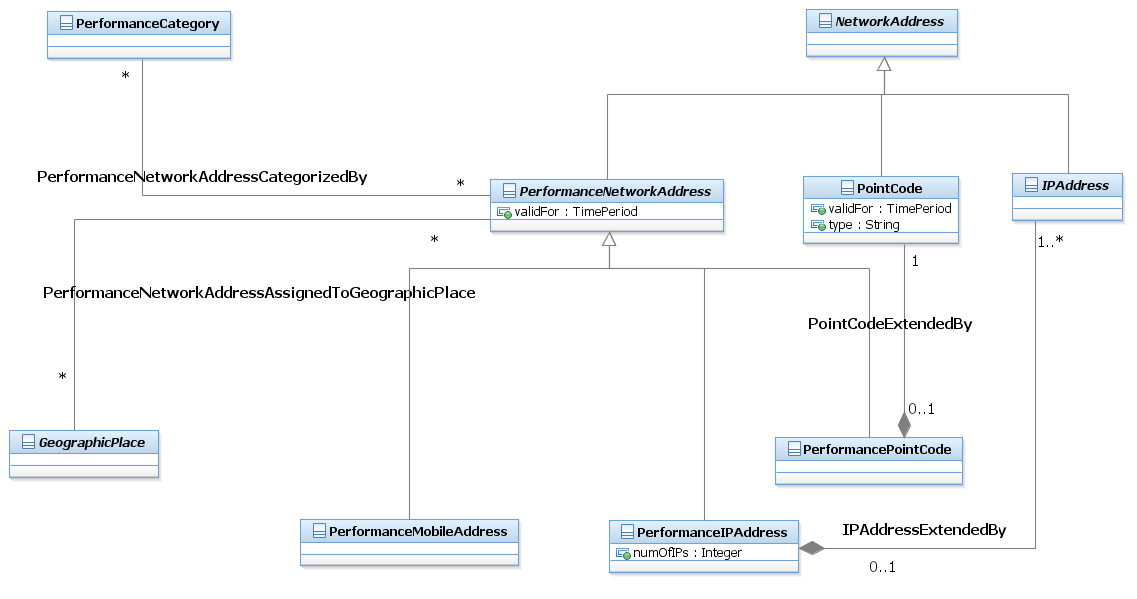 PerformanceCategory
NetworkAddress
*
PerformanceNetworkAddressCategorizedBy
*
PerformanceNetworkAddress
validFor : TimePeriod
PointCode
validFor : TimePeriod
type : String
IPAddress
*
1..*
1
PerformanceNetworkAddressAssignedToGeographicPlace
PointCodeExtendedBy
*
0..1
GeographicPlace
PerformancePointCode
PerformanceMobileAddress
PerformanceIPAddress
numOfIPs : Integer
IPAddressExtendedBy
0..1